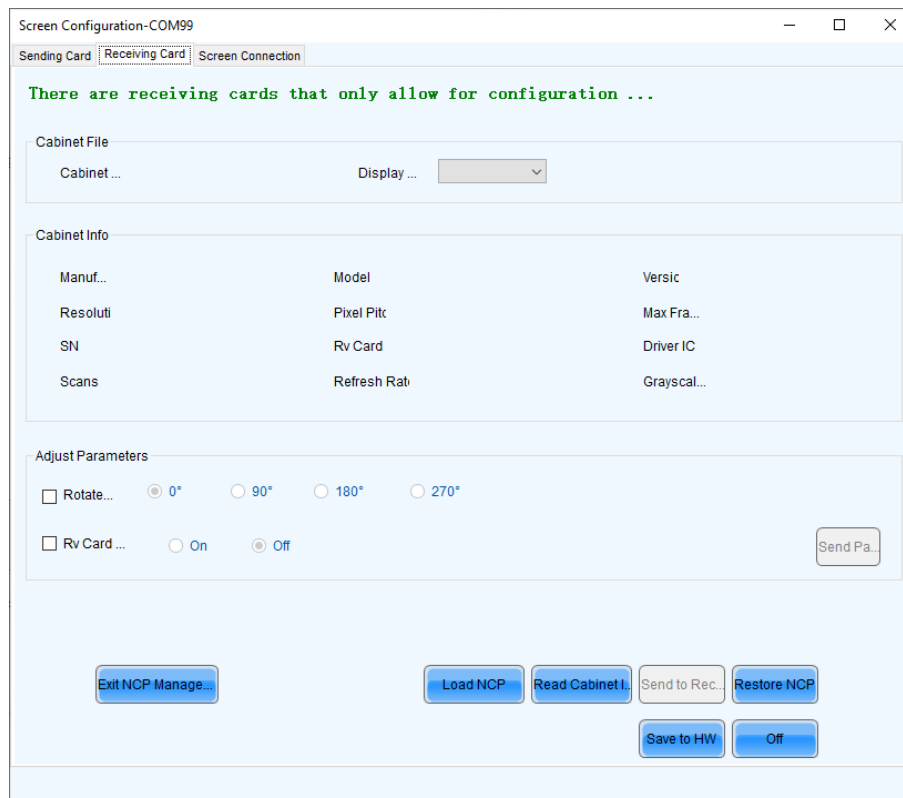 Screen Configuration-COM99
Sending Card Receiving Card Screen Connection
There are receiving cards that only allow for configuration ...
Cabinet File
Cabinet ... Display ...
Cabinet Info
Manuf... Model Versic
Resoluti Pixel Pitc Max Fra...
SN Rv Card Driver IC
Scans Refresh Rat Grayscal...
Adjust Parameters
Rotate... 0° 90° 180° 270°
Rv Card ... On Off
Send Pa...
Exit NCP Manage... Load NCP Read Cabinet I.. Send to Rec... Restore NCP
Save to HW Off